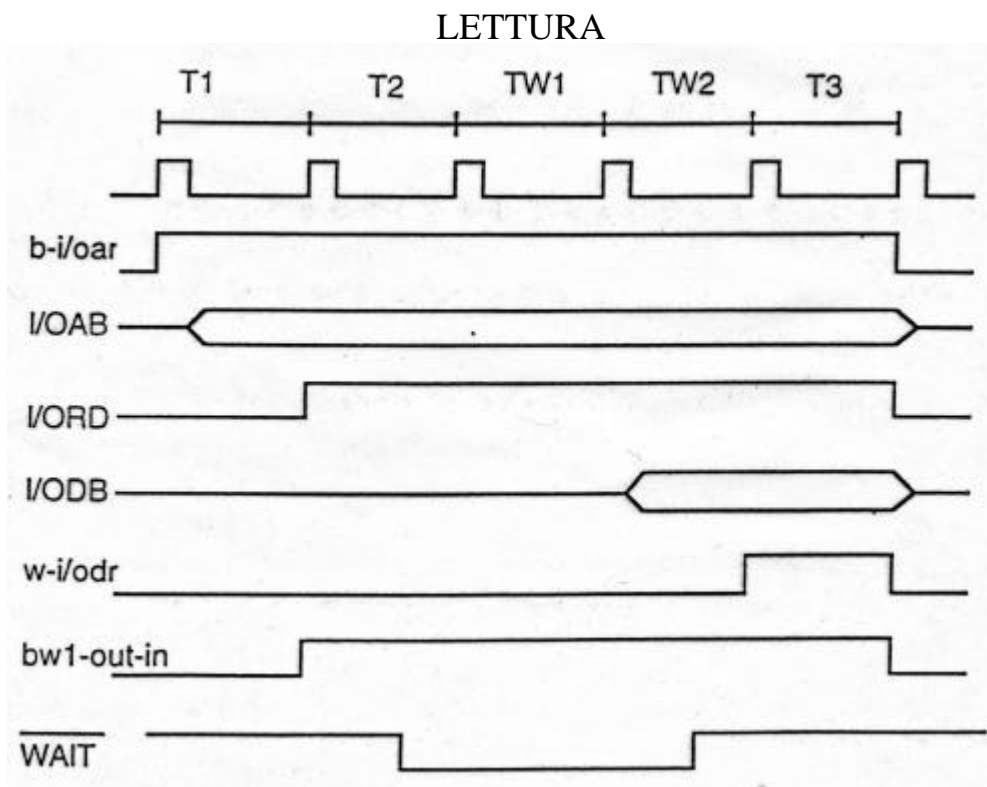 LETTURA
T1 T2 TW1 TW2 T3
b-i/oar
I/OAB
I/ORD
I/ODB
w-i/odr
bw1-out-in
WAIT